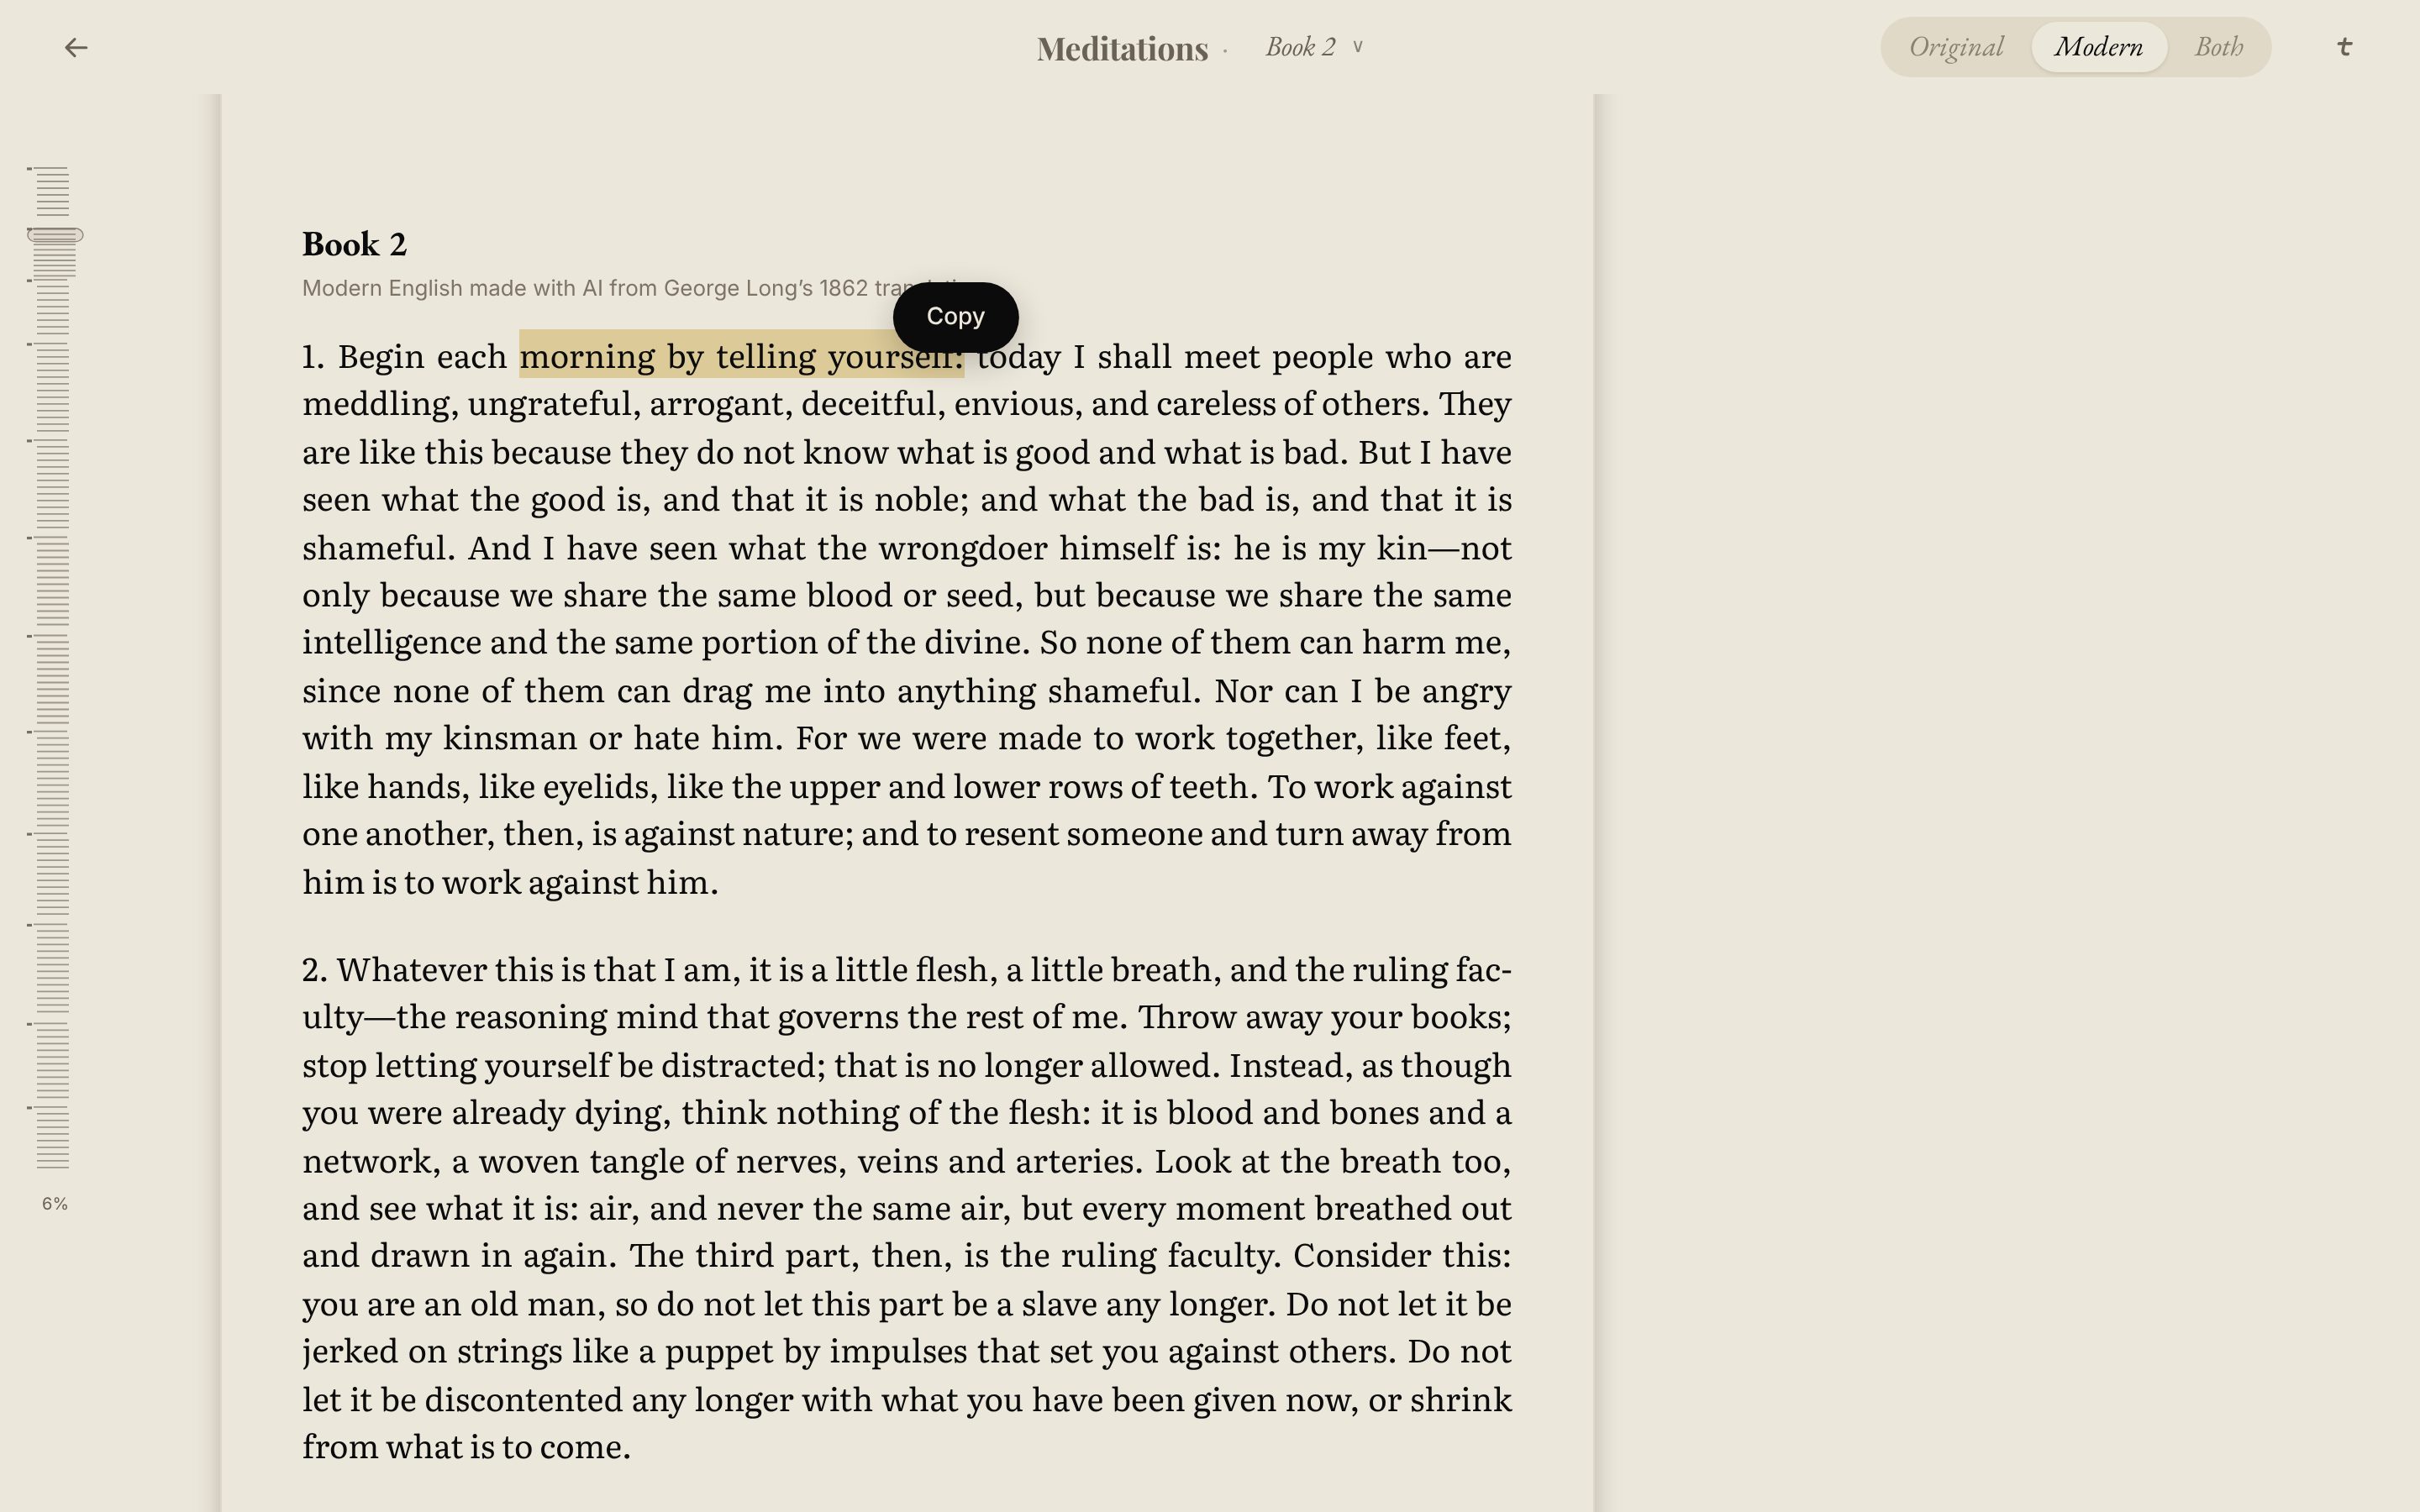 Meditations · Book 2
Original Modern Both t
Book 2
Modern English made with AI from George Long’s 1862
Copy
1. Begin each morning by telling yourself: today I shall meet people who are
meddling, ungrateful, arrogant, deceitful, envious, and careless of others. They
are like this because they do not know what is good and what is bad. But I have
seen what the good is, and that it is noble; and what the bad is, and that it is
shameful. And I have seen what the wrongdoer himself is: he is my kin—not
only because we share the same blood or seed, but because we share the same
intelligence and the same portion of the divine. So none of them can harm me,
since none of them can drag me into anything shameful. Nor can I be angry
with my kinsman or hate him. For we were made to work together, like feet,
like hands, like eyelids, like the upper and lower rows of teeth. To work against
one another, then, is against nature; and to resent someone and turn away from
him is to work against him.
2. Whatever this is that I am, it is a little flesh, a little breath, and the ruling fac-
ulty—the reasoning mind that governs the rest of me. Throw away your books;
stop letting yourself be distracted; that is no longer allowed. Instead, as though
you were already dying, think nothing of the flesh: it is blood and bones and a
network, a woven tangle of nerves, veins and arteries. Look at the breath too,
and see what it is: air, and never the same air, but every moment breathed out
and drawn in again. The third part, then, is the ruling faculty. Consider this:
you are an old man, so do not let this part be a slave any longer. Do not let it be
jerked on strings like a puppet by impulses that set you against others. Do not
let it be discontented any longer with what you have been given now, or shrink
from what is to come.
6%